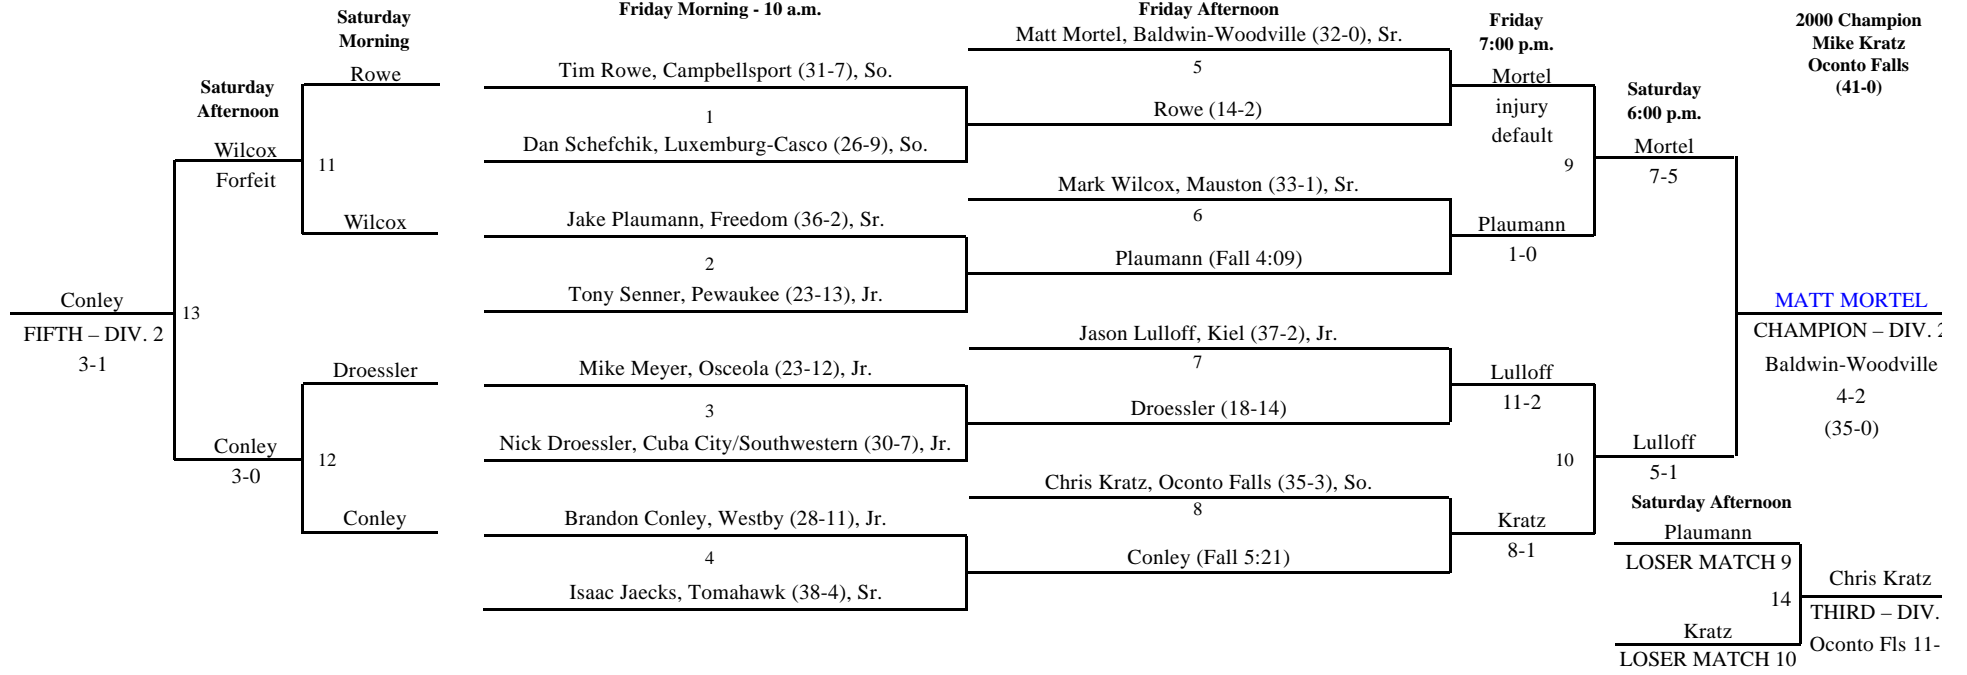 Saturday
Morning
Rowe
Saturday
Afternoon
Wilcox
Forfeit
11
Wilcox
Conley
FIFTH – DIV. 2
3-1
13
Droessler
Conley
3-0
12
Conley
Friday Morning - 10 a.m.
Tim Rowe, Campbellsport (31-7), So.
1
Dan Schefchik, Luxemburg-Casco (26-9), So.
Jake Plaumann, Freedom (36-2), Sr.
2
Tony Senner, Pewaukee (23-13), Jr.
Mike Meyer, Osceola (23-12), Jr.
3
Nick Droessler, Cuba City/Southwestern (30-7), Jr.
Brandon Conley, Westby (28-11), Jr.
4
Isaac Jaecks, Tomahawk (38-4), Sr.
Friday Afternoon
Matt Mortel, Baldwin-Woodville (32-0), Sr.
5
Rowe (14-2)
Mark Wilcox, Mauston (33-1), Sr.
6
Plaumann (Fall 4:09)
Jason Lulloff, Kiel (37-2), Jr.
7
Droessler (18-14)
Chris Kratz, Oconto Falls (35-3), So.
8
Conley (Fall 5:21)
Friday
7:00 p.m.
Mortel
injury
default
9
Plaumann
1-0
Lulloff
11-2
10
Kratz
8-1
Saturday
6:00 p.m.
Mortel
7-5
Lulloff
5-1
2000 Champion
Mike Kratz
Oconto Falls
(41-0)
MATT MORTEL
CHAMPION – DIV. 2
Baldwin-Woodville
4-2
(35-0)
Saturday Afternoon
Plaumann
LOSER MATCH 9
14
Kratz
LOSER MATCH 10
Chris Kratz
THIRD – DIV.
Oconto Fls 11-